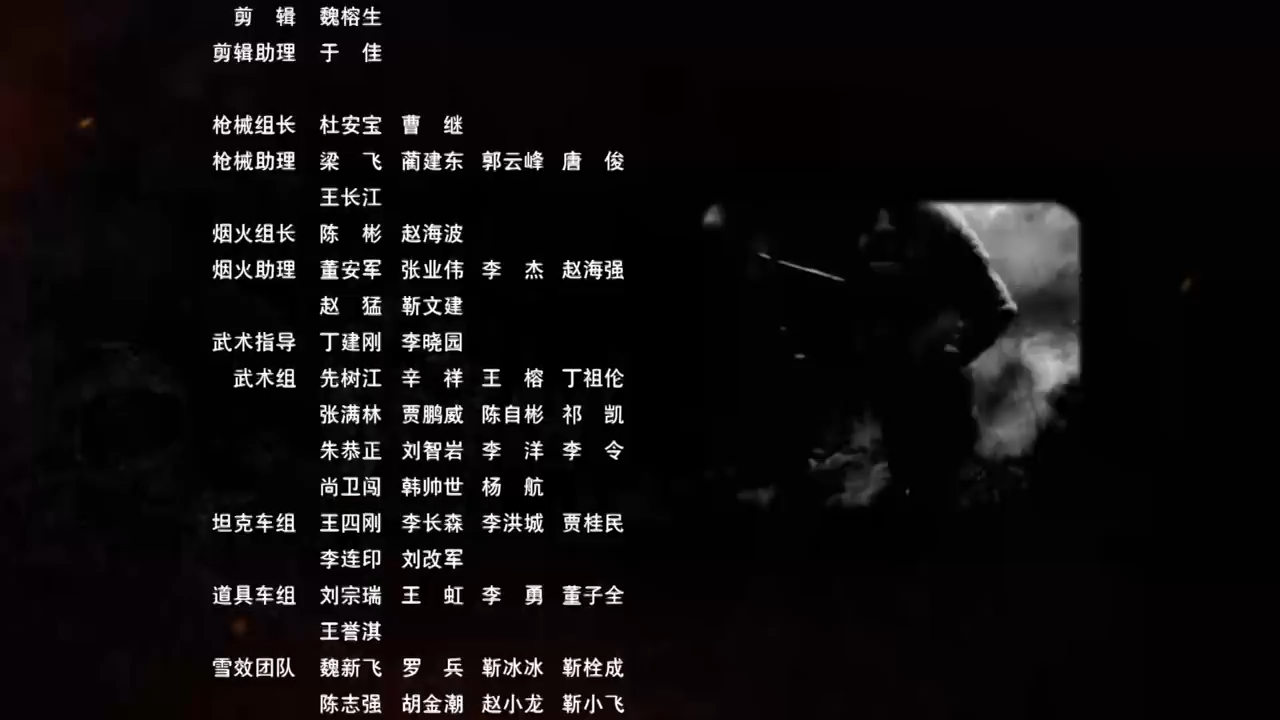 剪　辑 魏榕生
剪辑助理 于　佳
枪械组长 杜安宝 曹　继
枪械助理 梁　飞 蔺建东 郭云峰 唐　俊
王长江
烟火组长 陈　彬 赵海波
烟火助理 董安军 张业伟 李　杰 赵海强
赵　猛 靳文建
武术指导 丁建刚 李晓园
武术组 先树江 辛　祥 王　榕 丁祖伦
张满林 贾鹏威 陈自彬 祁　凯
朱恭正 刘智岩 李　洋 李　令
尚卫闯 韩帅世 杨　航
坦克车组 王四刚 李长森 李洪城 贾桂民
李连印 刘改军
道具车组 刘宗瑞 王　虹 李　勇 董子全
王誉淇
雪效团队 魏新飞 罗　兵 靳冰冰 靳栓成
陈志强 胡金潮 赵小龙 靳小飞